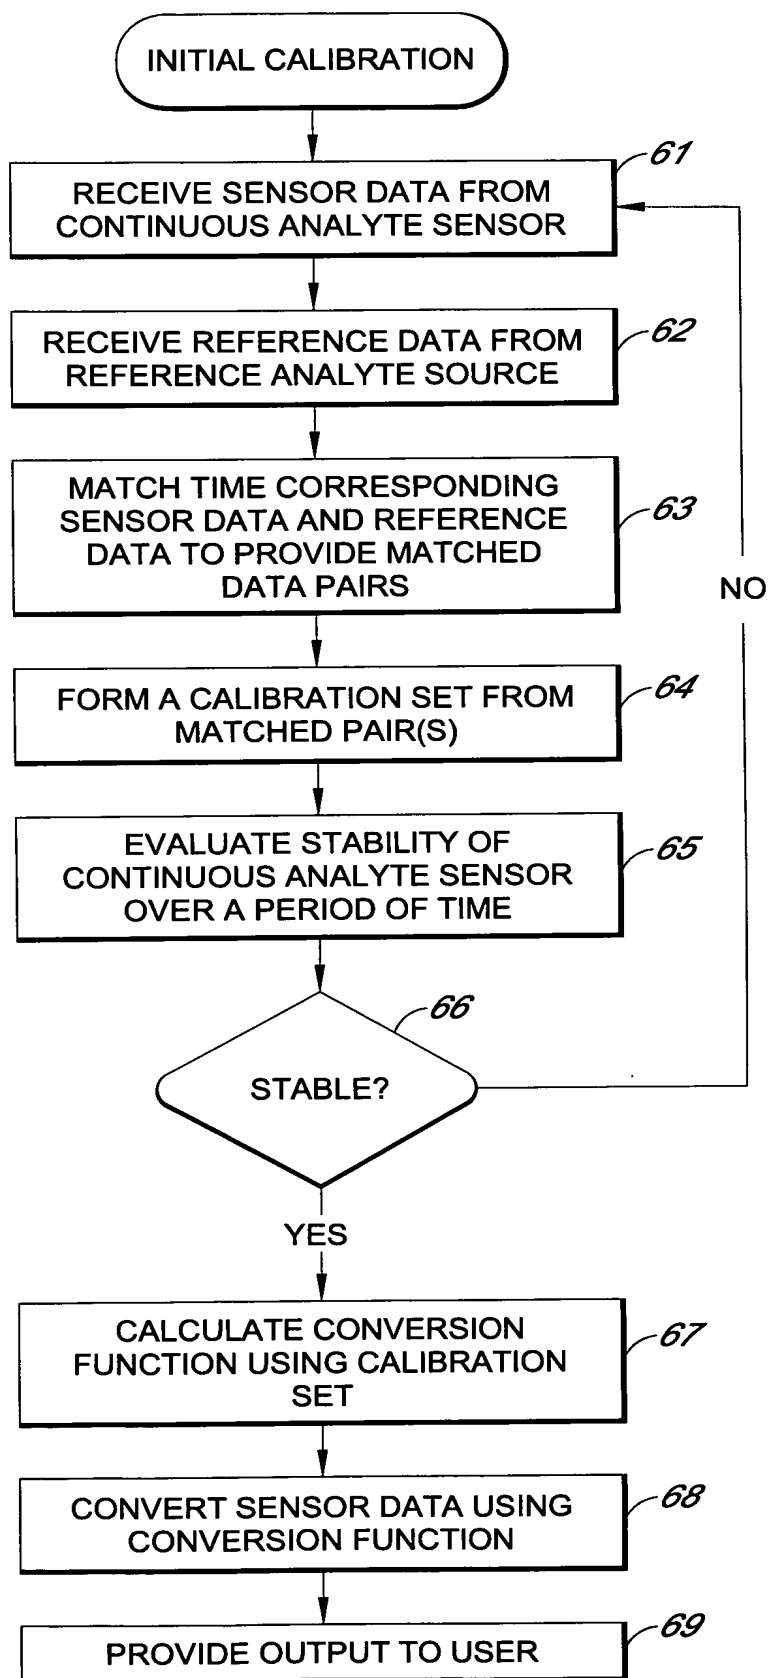 INITIAL CALIBRATION
61
RECEIVE SENSOR DATA FROM
CONTINUOUS ANALYTE SENSOR
RECEIVE REFERENCE DATA FROM
REFERENCE ANALYTE SOURCE
62
MATCH TIME CORRESPONDING
SENSOR DATA AND REFERENCE
DATA TO PROVIDE MATCHED
DATA PAIRS
63
NO
FORM A CALIBRATION SET FROM
MATCHED PAIR(S)
64
EVALUATE STABILITY OF
CONTINUOUS ANALYTE SENSOR
OVER A PERIOD OF TIME
65
66
STABLE?
YES
CALCULATE CONVERSION
FUNCTION USING CALIBRATION
SET
67
CONVERT SENSOR DATA USING
CONVERSION FUNCTION
68
PROVIDE OUTPUT TO USER
69